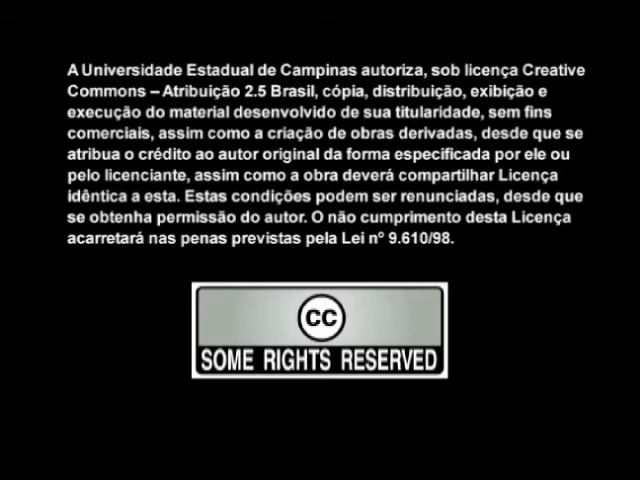 A Universidade Estadual de Campinas autoriza, sob licença Creative
Commons – Atribuição 2.5 Brasil, cópia, distribuição, exibição e
execução do material desenvolvido de sua titularidade, sem fins
comerciais, assim como a criação de obras derivadas, desde que se
atribua o crédito ao autor original da forma especificada por ele ou
pelo licenciante, assim como a obra deverá compartilhar Licença
idêntica a esta. Estas condições podem ser renunciadas, desde que
se obtenha permissão do autor. O não cumprimento desta Licença
acarretará nas penas previstas pela Lei nº 9.610/98.
CC
SOME RIGHTS RESERVED